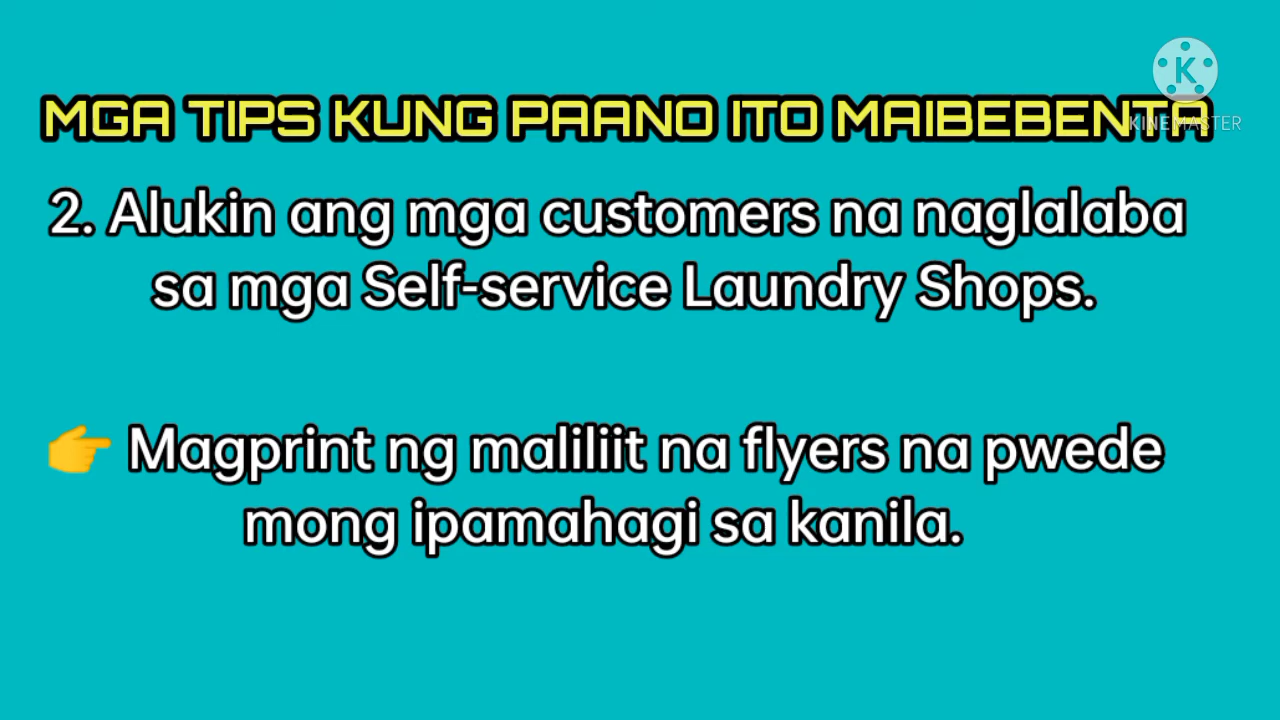 K
KINEMASTER
MGA TIPS KUNG PAANO ITO MAIBEBENTA
2. Alukin ang mga customers na naglalaba
sa mga Self-service Laundry Shops.
👉 Magprint ng maliliit na flyers na pwede
mong ipamahagi sa kanila.